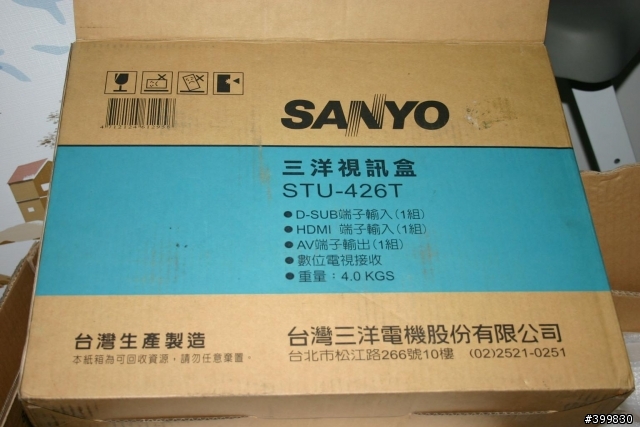 SANYO
三洋視訊盒
STU-426T
●D-SUB端子輸入(1組)
●HDMI 端子輸入(1組)
●AV端子輸出(1組)
●數位電視接收
●重量：4.0 KGS
台灣生產製造
本紙箱為可回收資源，請勿任意棄置。
台灣三洋電機股份有限公司
台北市松江路266號10樓 (02)2521-0251
#399830